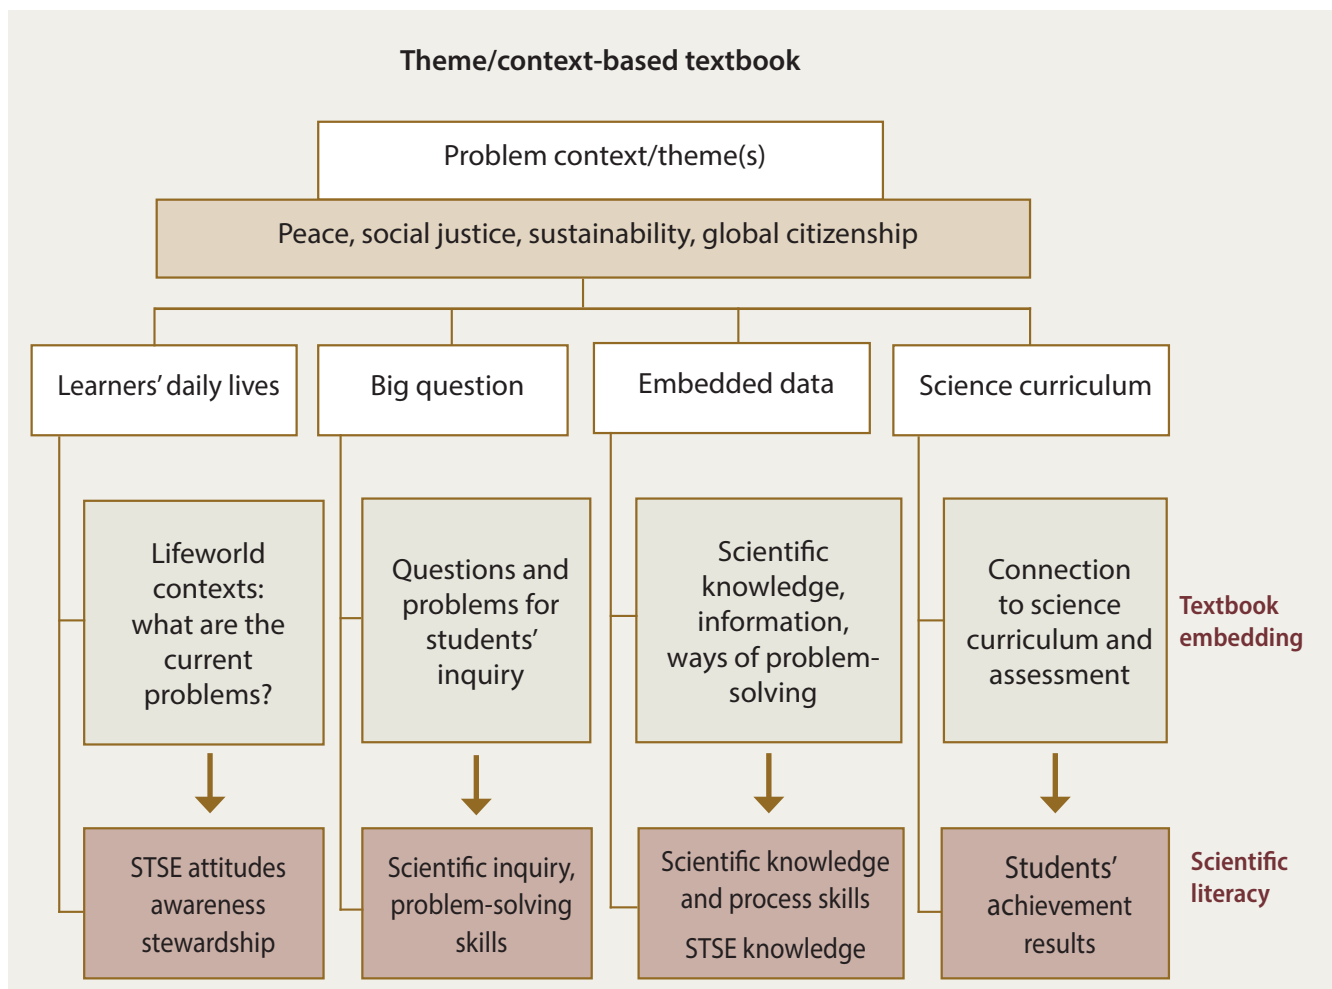 Theme/context-based textbook
Problem context/theme(s)
Peace, social justice, sustainability, global citizenship
Learners’ daily lives
Big question
Embedded data
Science curriculum
Lifeworld
contexts:
what are the
current
problems?
Questions and
problems for
students’
inquiry
Scientific
knowledge,
information,
ways of problem-
solving
Connection
to science
curriculum and
assessment
Textbook
embedding
STSE attitudes
awareness
stewardship
Scientific inquiry,
problem-solving
skills
Scientific knowledge
and process skills
STSE knowledge
Students’
achievement
results
Scientific
literacy